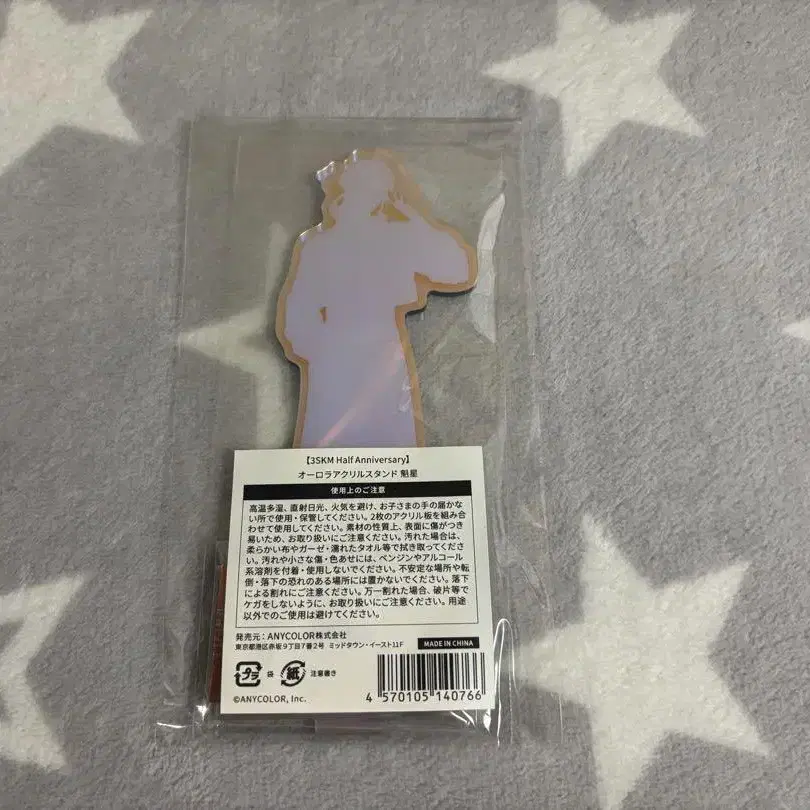 【3SKM Half Anniversary】
オーロラアクリルスタンド 魁星
使用上のご注意
高温多湿、直射日光、火気を避け、お子さまの手の届かな
い所で使用・保管してください。2枚のアクリル板を組み合
わせて使用してください。素材の性質上、表面に傷がつき
易いため、お取り扱いにご注意ください。汚れた場合は、
柔らかい布やガーゼ・濡れたタオル等で拭き取ってくださ
い。汚れや小さな傷・色あせには、ベンジンやアルコール
系溶剤を付着・使用しないでください。不安定な場所や転
倒・落下の恐れのある場所には置かないでください。落下
による割れにご注意ください。万一割れた場合、破片等で
ケガをしないように、お取り扱いにご注意ください。用途
以外でのご使用は避けてください。
発売元：ANYCOLOR株式会社
東京都港区赤坂9丁目7番2号 ミッドタウン・イースト11F
MADE IN CHINA
プラ 袋 紙 注意書き
©ANYCOLOR, Inc.
4 570105 140766